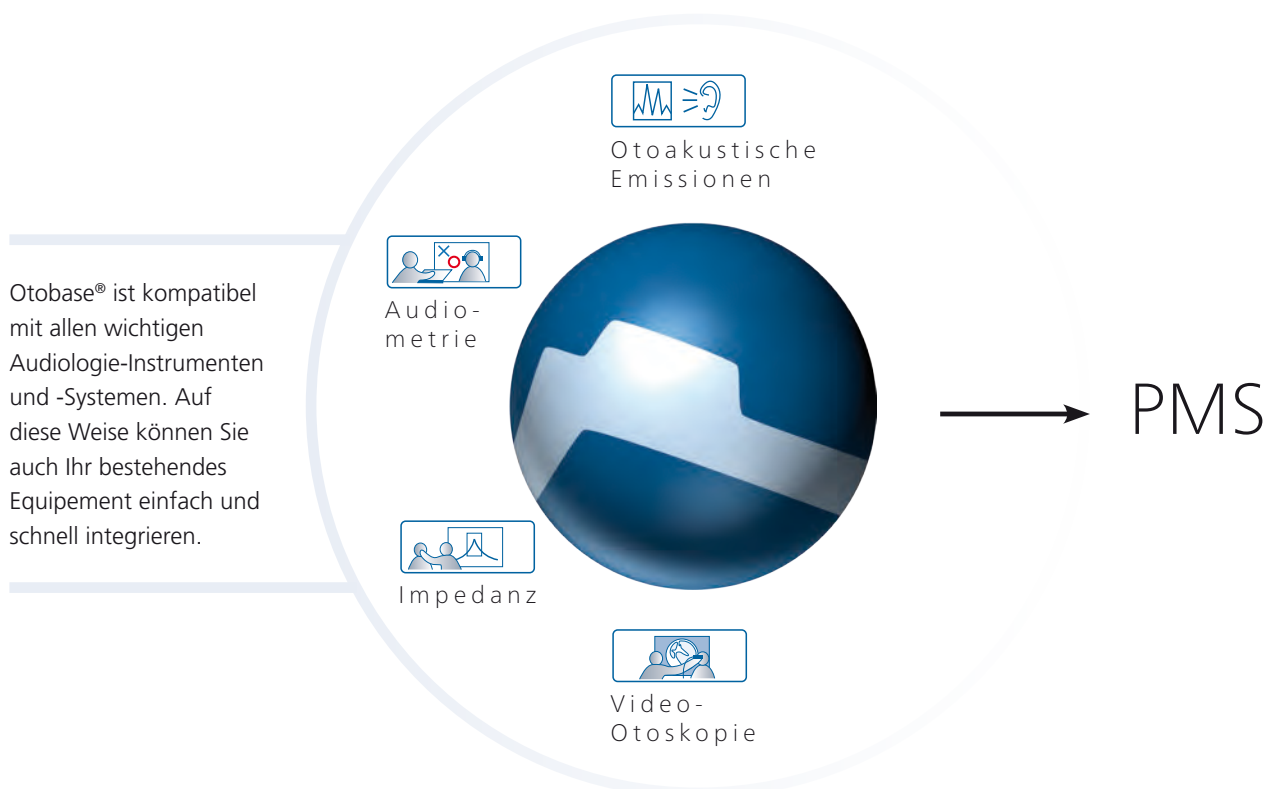 Otoakustische
Emissionen
Audio-
metrie
Otobase® ist kompatibel
mit allen wichtigen
Audiologie-Instrumenten
und -Systemen. Auf
diese Weise können Sie
auch Ihr bestehendes
Equipement einfach und
schnell integrieren.
PMS
Impedanz
Video-
Otoskopie